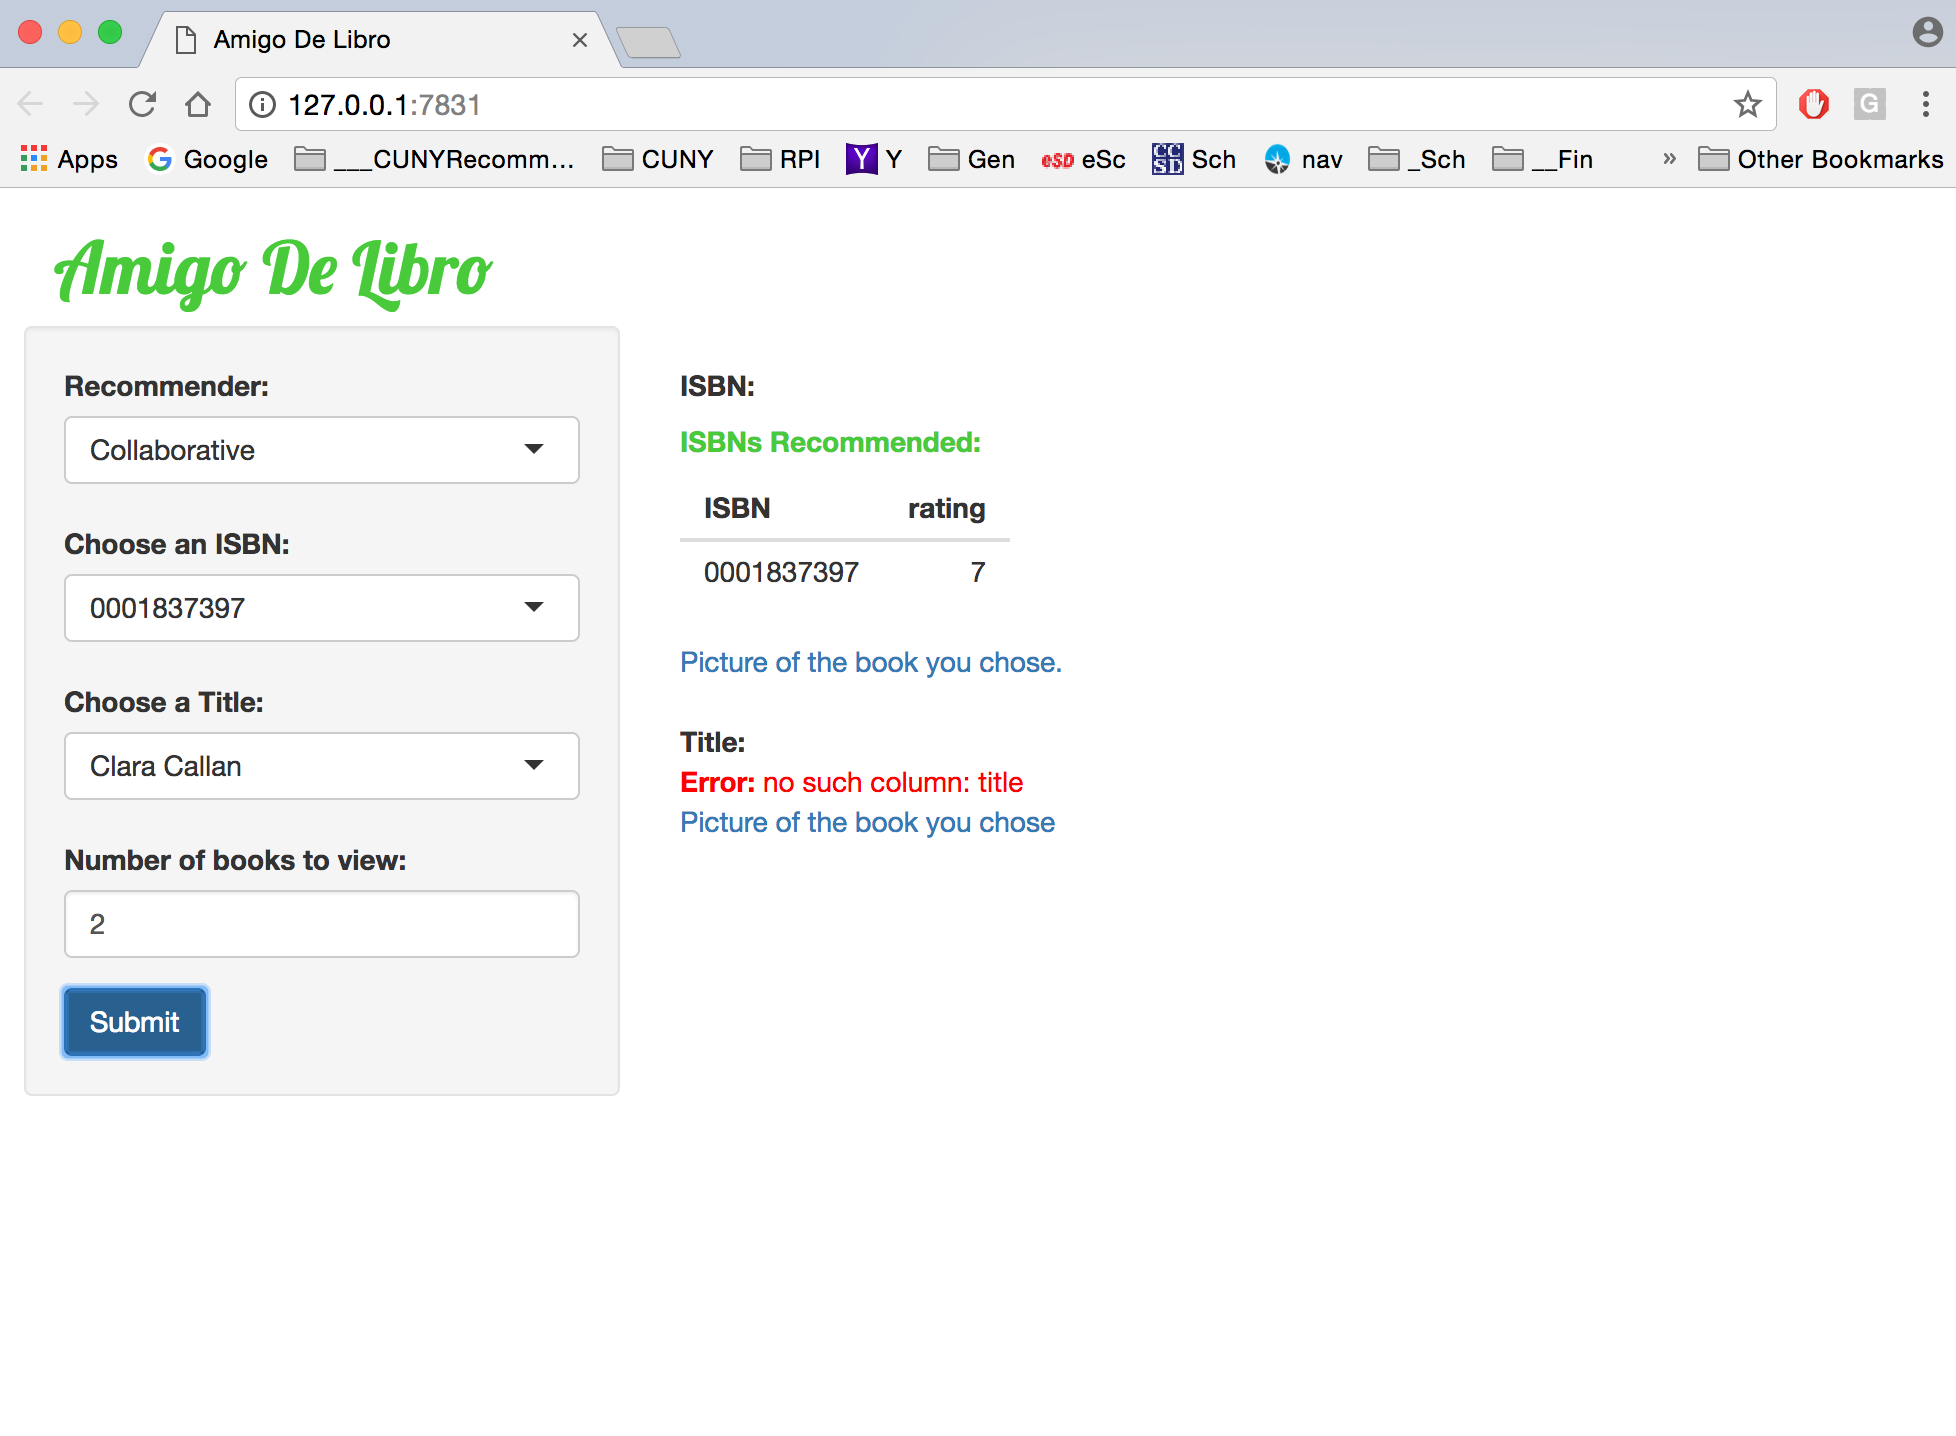 Amigo De Libro
127.0.0.1:7831
G
Apps Google ___CUNYRecomm... CUNY RPI Y Y Gen eSD eSc CCSD Sch nav _Sch __Fin » Other Bookmarks
Amigo De Libro
Recommender:
Collaborative
Choose an ISBN:
0001837397
Choose a Title:
Clara Callan
Number of books to view:
2
Submit
ISBN:
ISBNs Recommended:
ISBN rating
0001837397 7
Picture of the book you chose.
Title:
Error: no such column: title
Picture of the book you chose